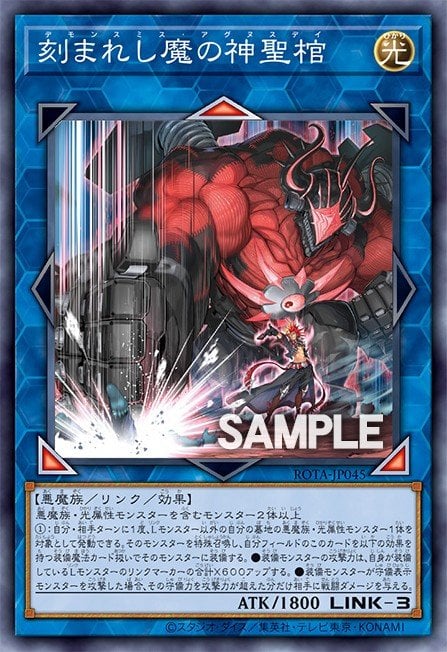 デモンスミス・アグヌスデイ
刻まれし魔の神聖棺
ひかり
光
SAMPLE
ROTA-JP045
【悪魔族／リンク／効果】
悪魔族・光属性モンスターを含むモンスター2体以上
①：自分・相手ターンに1度、Lモンスター以外の自分の墓地の悪魔族・光属性モンスター1体を
対象として発動できる。そのモンスターを特殊召喚し、自分フィールドのこのカードを以下の効果を
持つ装備魔法カード扱いでそのモンスターに装備する。●装備モンスターの攻撃力は、自身が装備
しているLモンスターのリンクマーカーの合計×600アップする。●装備モンスターが守備表示
モンスターを攻撃した場合、その守備力を攻撃力が超えた分だけ相手に戦闘ダメージを与える。
ATK/1800 LINK-3
©スタジオ・ダイス／集英社・テレビ東京・KONAMI